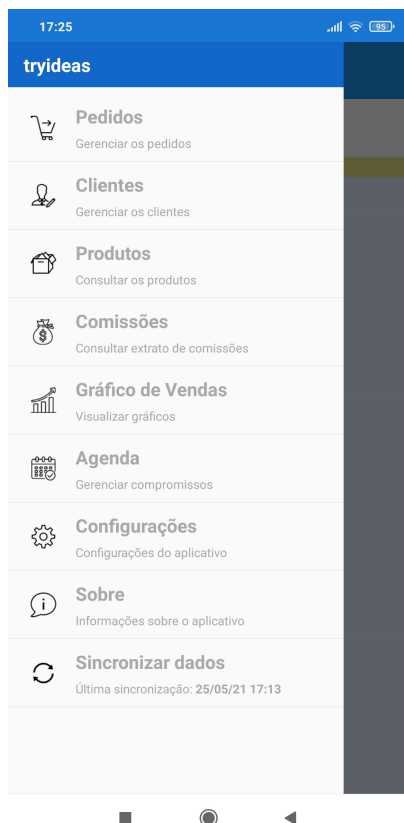 17:25
95
tryideas
Pedidos
Gerenciar os pedidos
Clientes
Gerenciar os clientes
Produtos
Consultar os produtos
Comissões
Consultar extrato de comissões
Gráfico de Vendas
Visualizar gráficos
Agenda
Gerenciar compromissos
Configurações
Configurações do aplicativo
Sobre
Informações sobre o aplicativo
Sincronizar dados
Última sincronização: 25/05/21 17:13